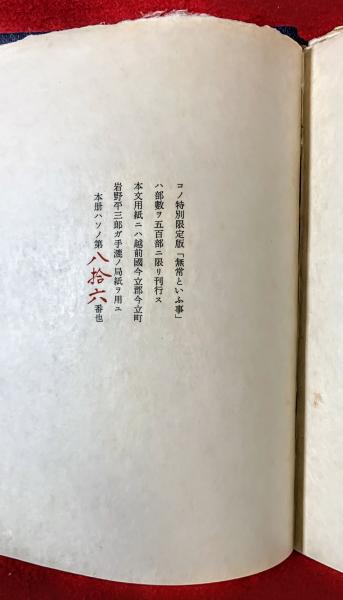 コノ特別限定版「無常といふ事」
ハ部數ヲ五百部ニ限リ刊行ス
本文用紙ニハ越前國今立郡今立町
岩野平三郎ガ手漉ノ局紙ヲ用ユ
本册ハソノ第八拾六番也